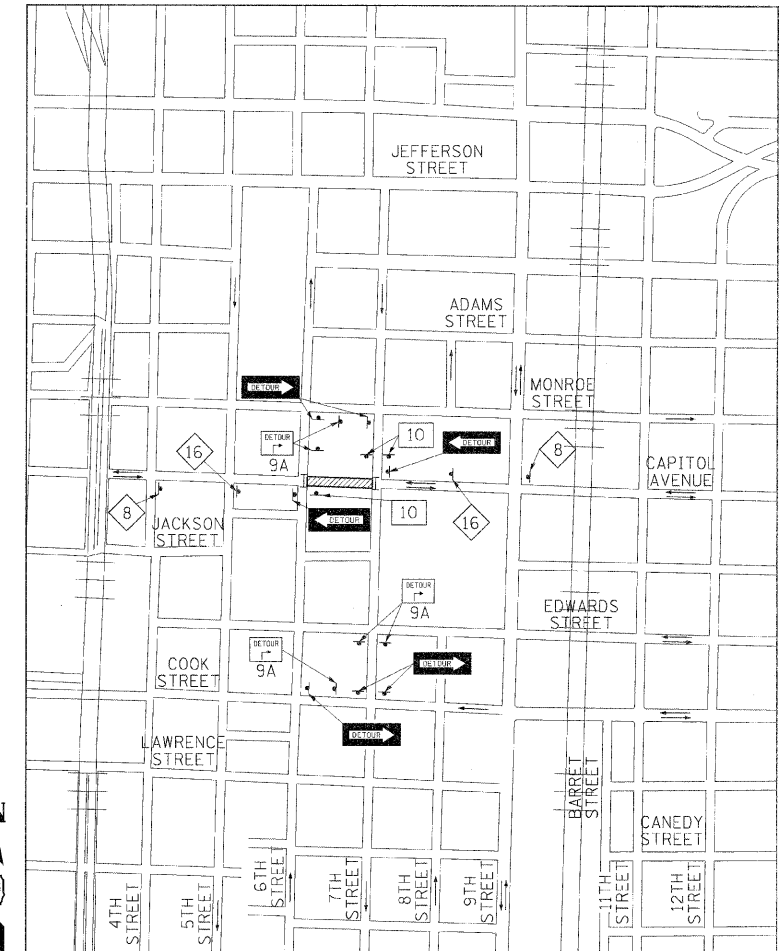 JEFFERSON
STREET
ADAMS
STREET
MONROE
STREET
DETOUR
DETOUR
9A
10
DETOUR
16
8
CAPITOL
AVENUE
8
JACKSON
STREET
DETOUR
10
16
DETOUR
9A
EDWARDS
STREET
DETOUR
9A
DETOUR
COOK
STREET
DETOUR
LAWRENCE
STREET
BARRET
STREET
CANEDY
STREET
4TH
STREET
5TH
STREET
6TH
STREET
7TH
STREET
8TH
STREET
9TH
STREET
11TH
STREET
12TH
STREET